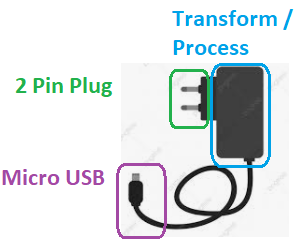 Transform /
Process
2 Pin Plug
Micro USB